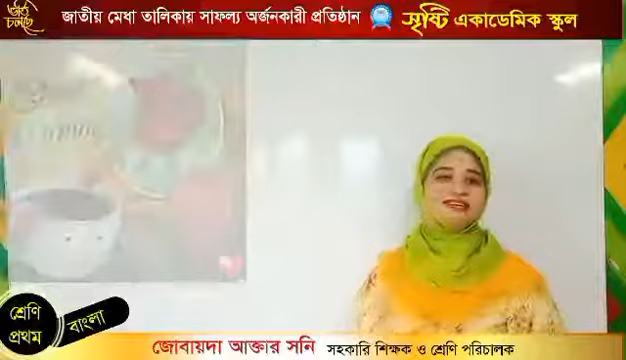 জাতীয় মেধা তালিকায় সাফল্য অর্জনকারী প্রতিষ্ঠান সৃষ্টি একাডেমিক স্কুল
শ্রেণি
প্রথম
বাংলা
জোবায়দা আক্তার সনি সহকারি শিক্ষক ও শ্রেণি পরিচালক